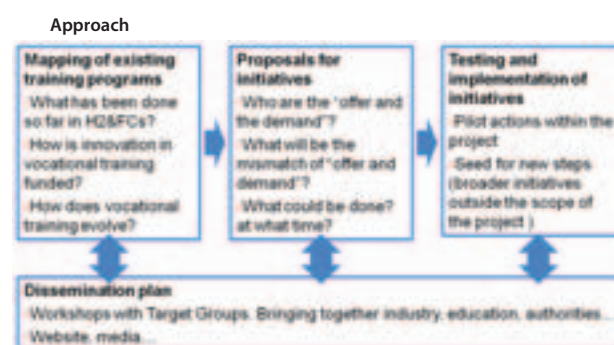 Approach
Mapping of existing
training programs
What has been done
so far in H2&FCs?
How is innovation in
vocational training
funded?
How does vocational
training evolve?
Proposals for
initiatives
Who are the "offer and
the demand"?
What will be the
mismatch of "offer and
demand"?
What could be done?
at what time?
Testing and
implementation of
initiatives
Pilot actions within the
project
Seed for new steps
(broader initiatives
outside the scope of
the project )
Dissemination plan
Workshops with Target Groups. Bringing together industry, education, authorities...
Website, media...